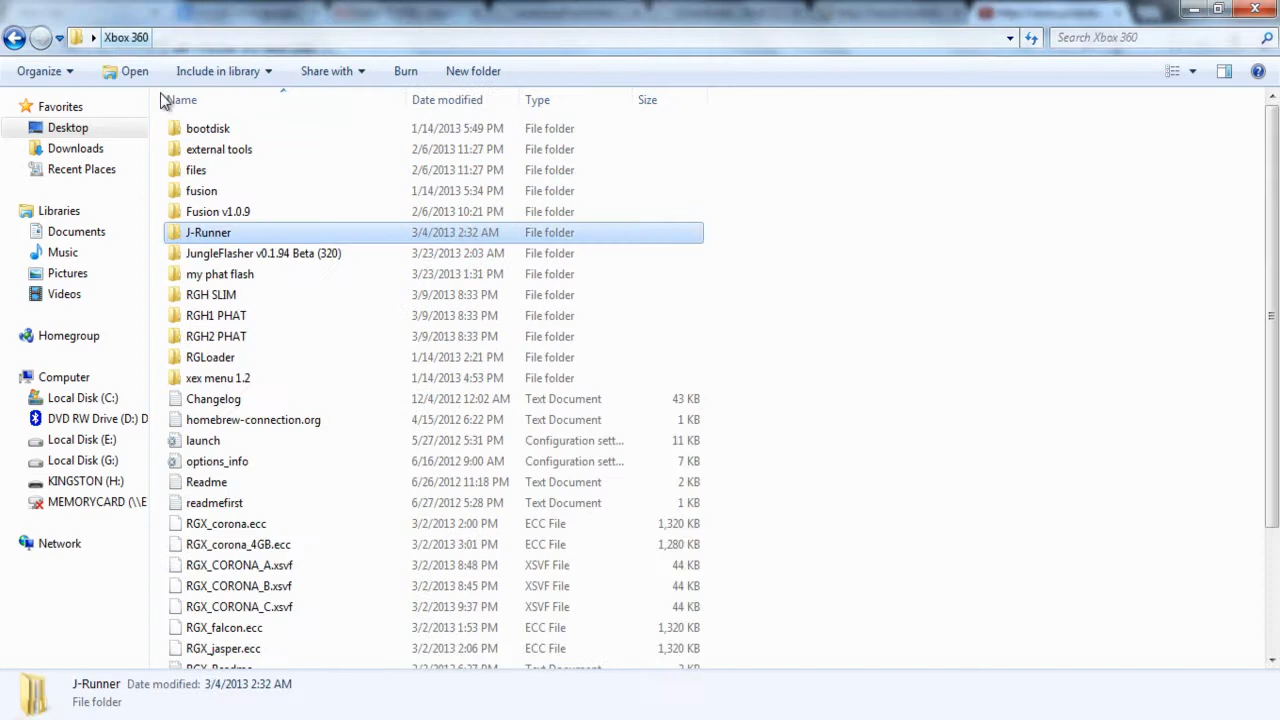 Xbox 360
Search Xbox 360
Organize Open Include in library Share with Burn New folder
Name Date modified Type Size
Favorites
Desktop
Downloads
Recent Places
Libraries
Documents
Music
Pictures
Videos
Homegroup
Computer
Local Disk (C:)
DVD RW Drive (D:) D
Local Disk (E:)
Local Disk (G:)
KINGSTON (H:)
MEMORYCARD (\\E
Network
bootdisk 1/14/2013 5:49 PM File folder
external tools 2/6/2013 11:27 PM File folder
files 2/6/2013 11:27 PM File folder
fusion 1/14/2013 5:34 PM File folder
Fusion v1.0.9 2/6/2013 10:21 PM File folder
J-Runner 3/4/2013 2:32 AM File folder
JungleFlasher v0.1.94 Beta (320) 3/23/2013 2:03 AM File folder
my phat flash 3/23/2013 1:31 PM File folder
RGH SLIM 3/9/2013 8:33 PM File folder
RGH1 PHAT 3/9/2013 8:33 PM File folder
RGH2 PHAT 3/9/2013 8:33 PM File folder
RGLoader 1/14/2013 2:21 PM File folder
xex menu 1.2 1/14/2013 4:53 PM File folder
Changelog 12/4/2012 12:02 AM Text Document 43 KB
homebrew-connection.org 4/15/2012 6:22 PM Text Document 1 KB
launch 5/27/2012 5:31 PM Configuration sett... 11 KB
options_info 6/16/2012 9:00 AM Configuration sett... 7 KB
Readme 6/26/2012 11:18 PM Text Document 2 KB
readmefirst 6/27/2012 5:28 PM Text Document 1 KB
RGX_corona.ecc 3/2/2013 2:00 PM ECC File 1,320 KB
RGX_corona_4GB.ecc 3/2/2013 3:01 PM ECC File 1,280 KB
RGX_CORONA_A.xsvf 3/2/2013 8:48 PM XSVF File 44 KB
RGX_CORONA_B.xsvf 3/2/2013 8:45 PM XSVF File 44 KB
RGX_CORONA_C.xsvf 3/2/2013 9:37 PM XSVF File 44 KB
RGX_falcon.ecc 3/2/2013 1:53 PM ECC File 1,320 KB
RGX_jasper.ecc 3/2/2013 2:06 PM ECC File 1,320 KB
J-Runner Date modified: 3/4/2013 2:32 AM
File folder